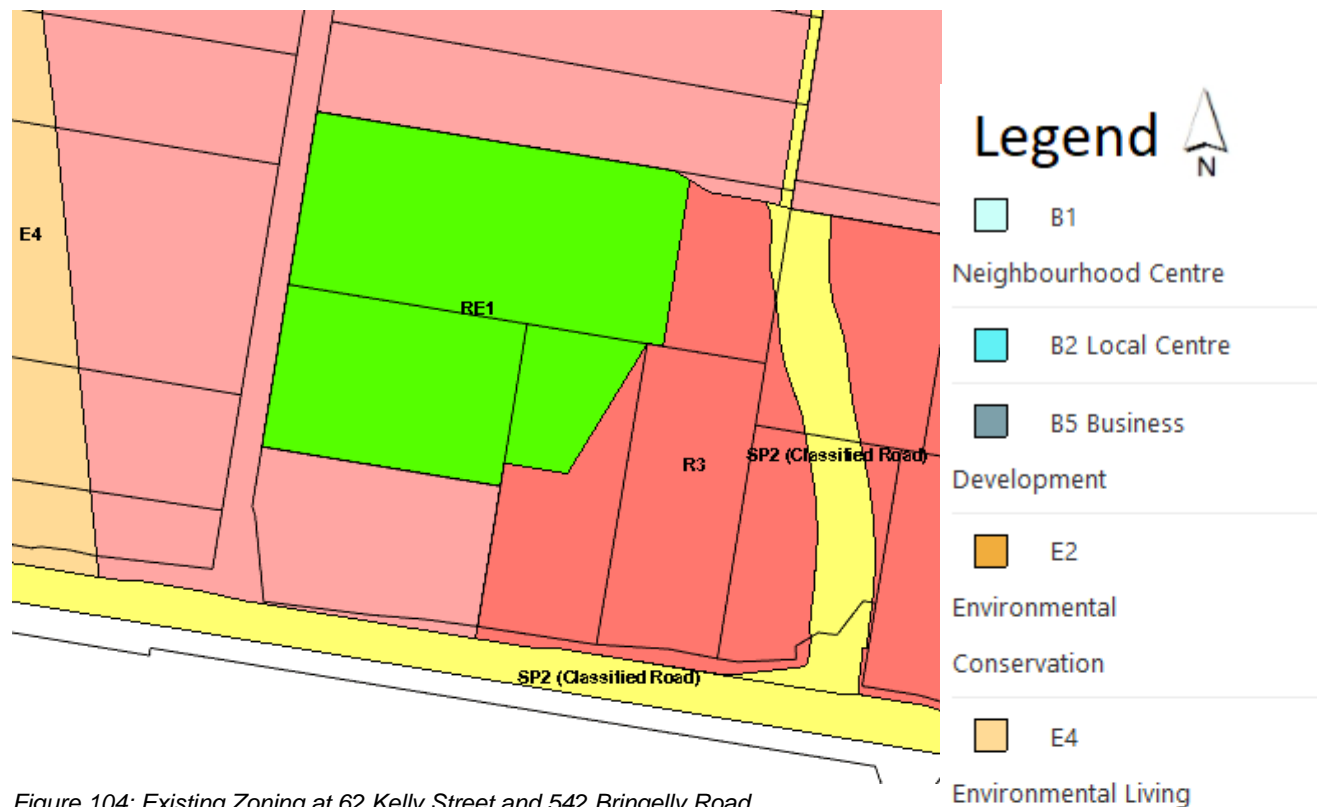 E4
RE1
R3
SP2 (Classified Road)
SP2 (Classified Road)
Legend
N
B1
Neighbourhood Centre
B2 Local Centre
B5 Business
Development
E2
Environmental
Conservation
E4
Environmental Living
Figure 104: Existing Zoning at 62 Kelly Street and 542 Bringelly Road